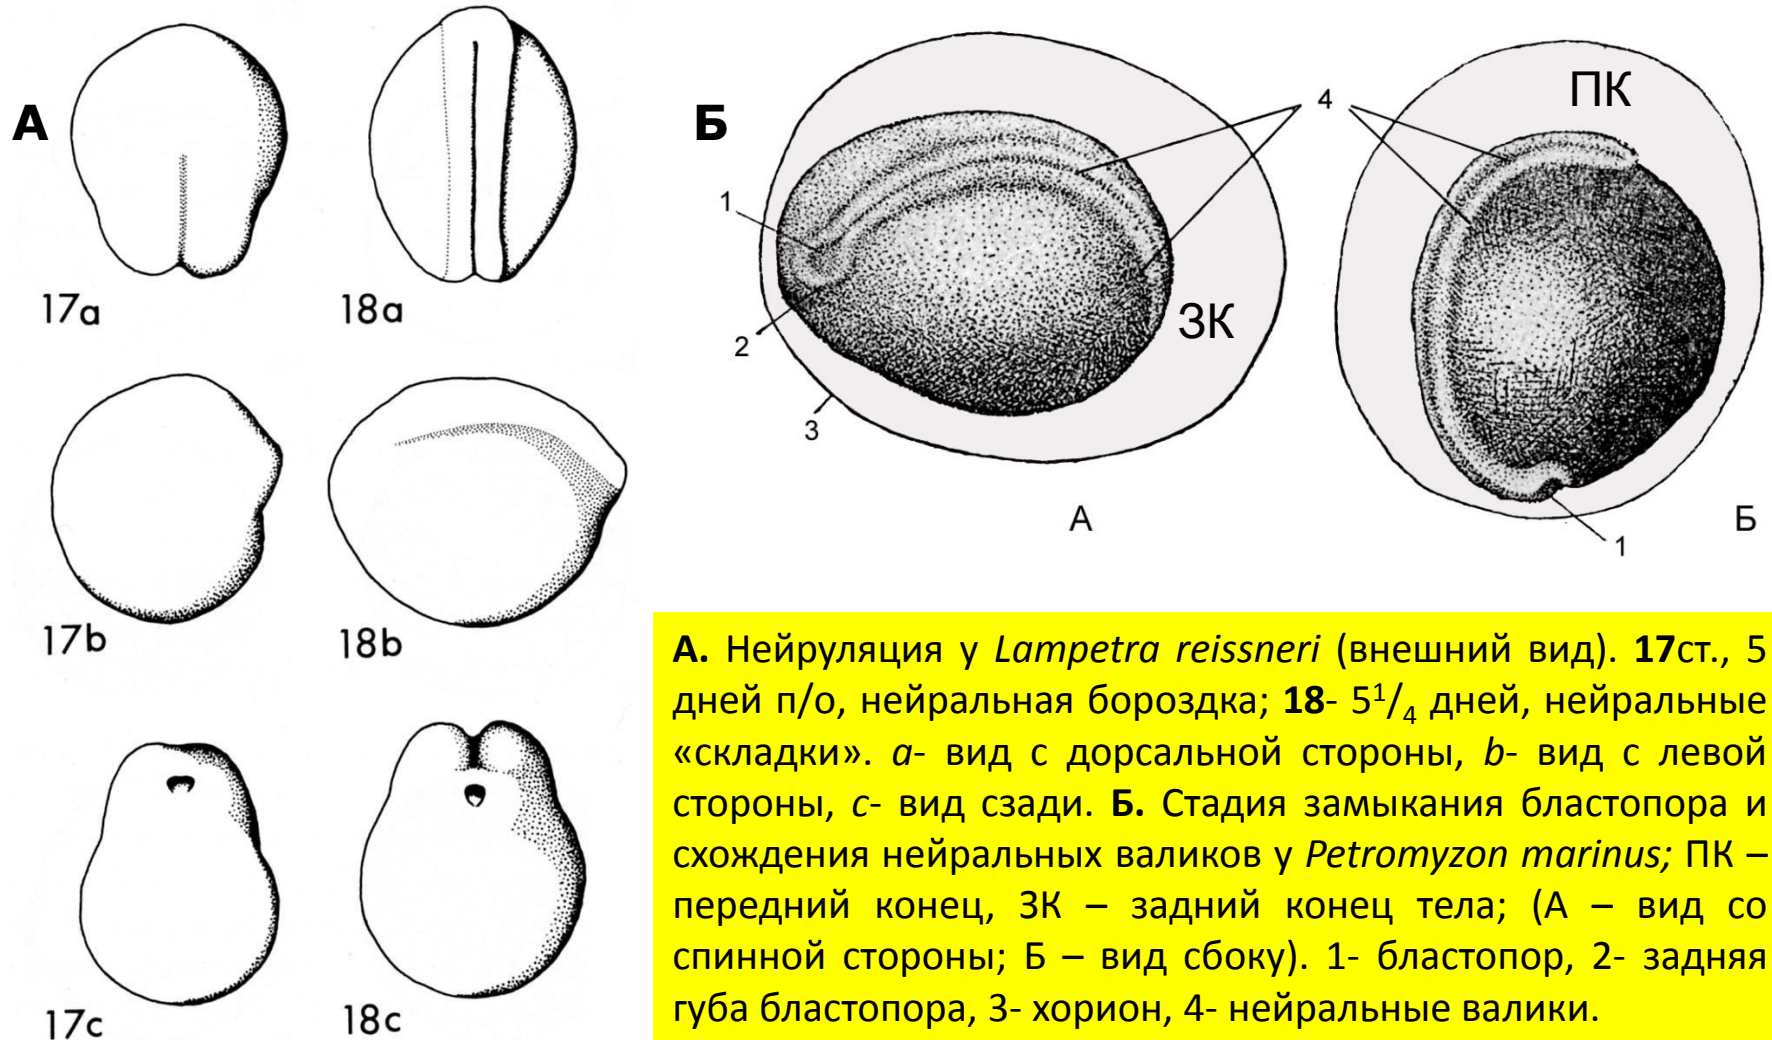 А
17a
18a
17b
18b
17c
18c
Б
1
2
3
4
ЗК
А
ПК
1
Б
А. Нейруляция у Lampetra reissneri (внешний вид). 17ст., 5
дней п/о, нейральная бороздка; 18- 5¹/₄ дней, нейральные
«складки». a- вид с дорсальной стороны, b- вид с левой
стороны, c- вид сзади. Б. Стадия замыкания бластопора и
схождения нейральных валиков у Petromyzon marinus; ПК –
передний конец, ЗК – задний конец тела; (А – вид со
спинной стороны; Б – вид сбоку). 1- бластопор, 2- задняя
губа бластопора, 3- хорион, 4- нейральные валики.